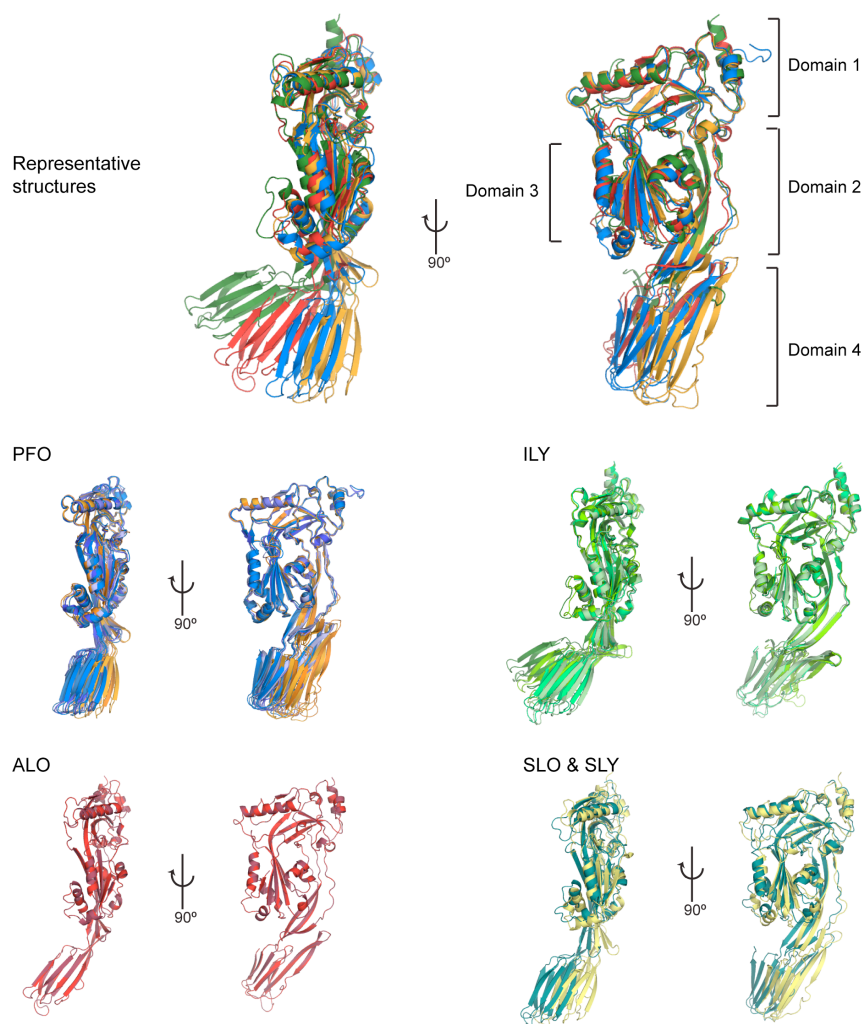 Domain 1
Representative
structures
Domain 3
Domain 2
90º
Domain 4
PFO
ILY
90º
90º
ALO
SLO & SLY
90º
90º